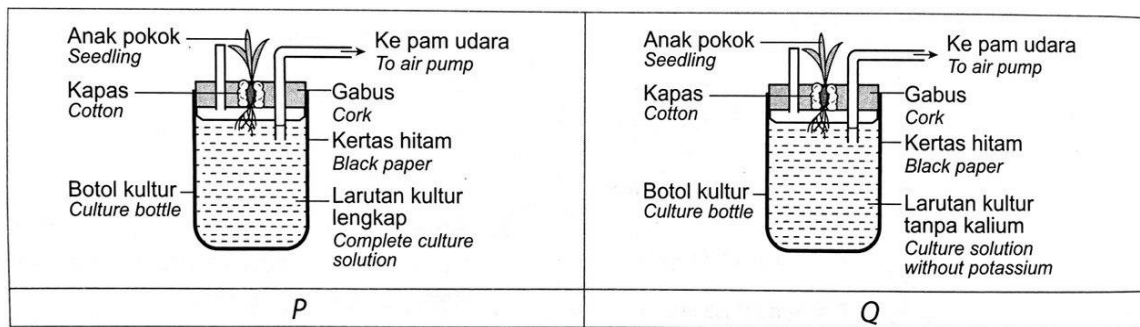 Anak pokok
Seedling
Ke pam udara
To air pump
Kapas
Cotton
Gabus
Cork
Kertas hitam
Black paper
Botol kultur
Culture bottle
Larutan kultur
lengkap
Complete culture
solution
P
Anak pokok
Seedling
Ke pam udara
To air pump
Kapas
Cotton
Gabus
Cork
Kertas hitam
Black paper
Botol kultur
Culture bottle
Larutan kultur
tanpa kalium
Culture solution
without potassium
Q